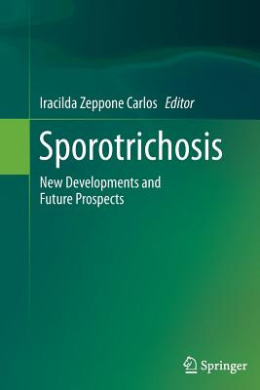 Iracilda Zeppone Carlos Editor
Sporotrichosis
New Developments and
Future Prospects
Springer